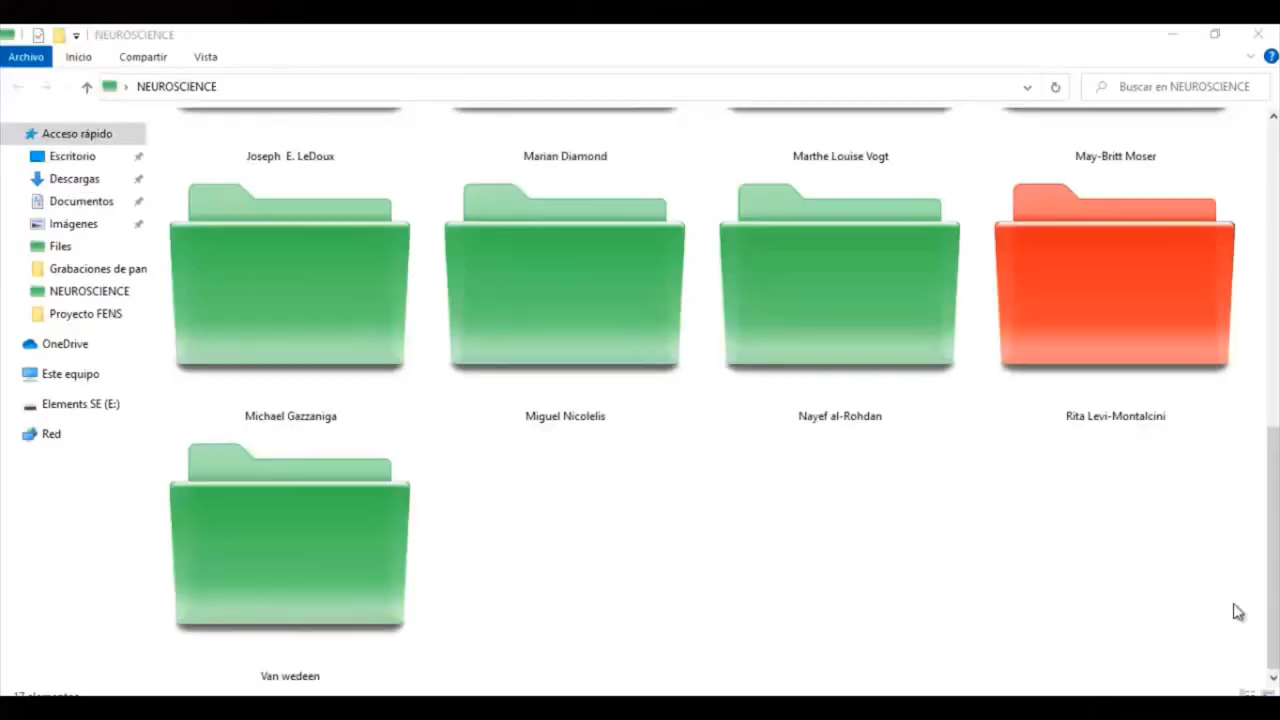 NEUROSCIENCE
Archivo Inicio Compartir Vista
NEUROSCIENCE Buscar en NEUROSCIENCE
Acceso rápido
Escritorio
Descargas
Documentos
Imágenes
Files
Grabaciones de pan
NEUROSCIENCE
Proyecto FENS
OneDrive
Este equipo
Elements SE (E:)
Red
Joseph E. LeDoux Marian Diamond Marthe Louise Vogt May-Britt Moser
Michael Gazzaniga Miguel Nicolelis Nayef al-Rohdan Rita Levi-Montalcini
Van wedeen
17 elementos